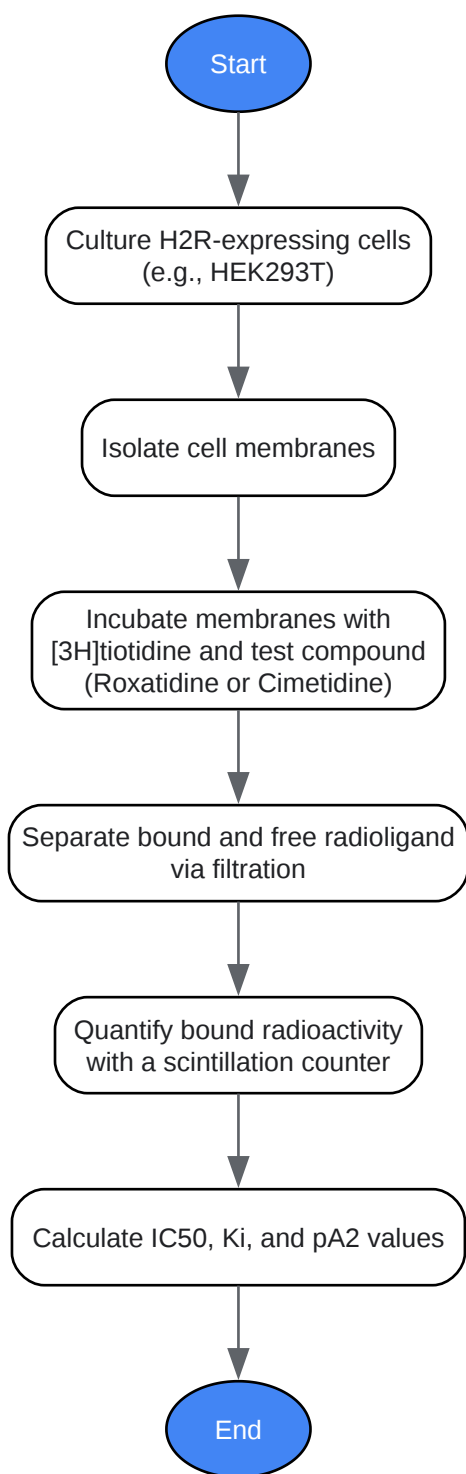 Start
Culture H2R-expressing cells
(e.g., HEK293T)
Isolate cell membranes
Incubate membranes with
[3H]tiotidine and test compound
(Roxatidine or Cimetidine)
Separate bound and free radioligand
via filtration
Quantify bound radioactivity
with a scintillation counter
Calculate IC50, Ki, and pA2 values
End